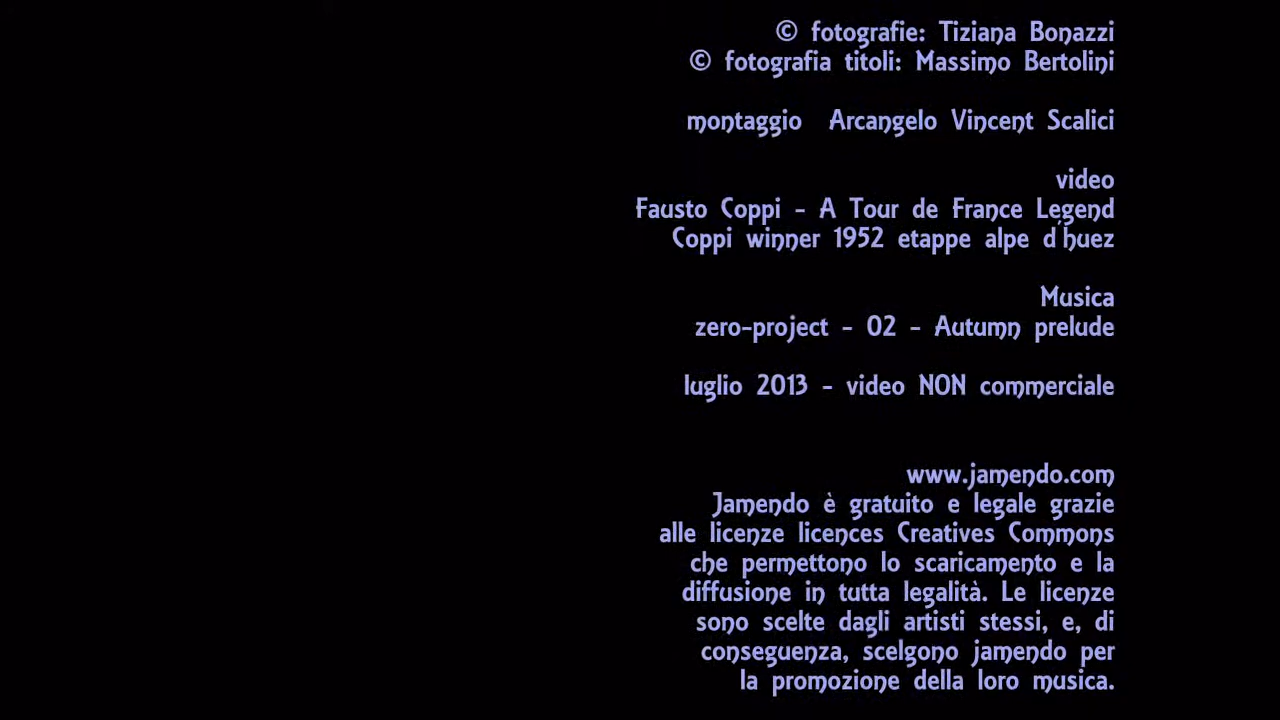 © fotografie: Tiziana Bonazzi
© fotografia titoli: Massimo Bertolini
montaggio Arcangelo Vincent Scalici
video
Fausto Coppi - A Tour de France Legend
Coppi winner 1952 etappe alpe d'huez
Musica
zero-project - 02 - Autumn prelude
luglio 2013 - video NON commerciale
www.jamendo.com
Jamendo è gratuito e legale grazie
alle licenze licences Creatives Commons
che permettono lo scaricamento e la
diffusione in tutta legalità. Le licenze
sono scelte dagli artisti stessi, e, di
conseguenza, scelgono jamendo per
la promozione della loro musica.